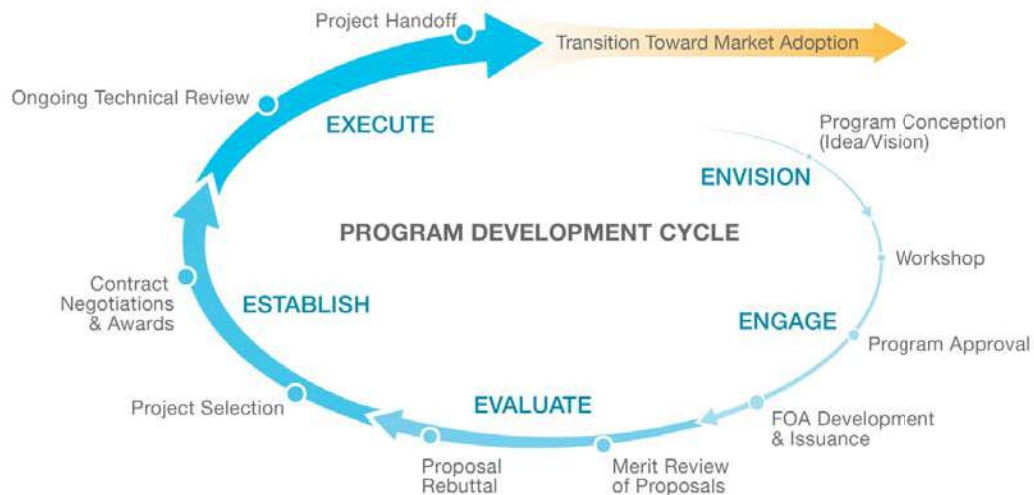 Project Handoff
Transition Toward Market Adoption
Ongoing Technical Review
EXECUTE
Program Conception
(Idea/Vision)
ENVISION
PROGRAM DEVELOPMENT CYCLE
Workshop
Contract
Negotiations
& Awards
ESTABLISH
ENGAGE
Program Approval
Project Selection
EVALUATE
FOA Development
& Issuance
Proposal
Rebuttal
Merit Review
of Proposals